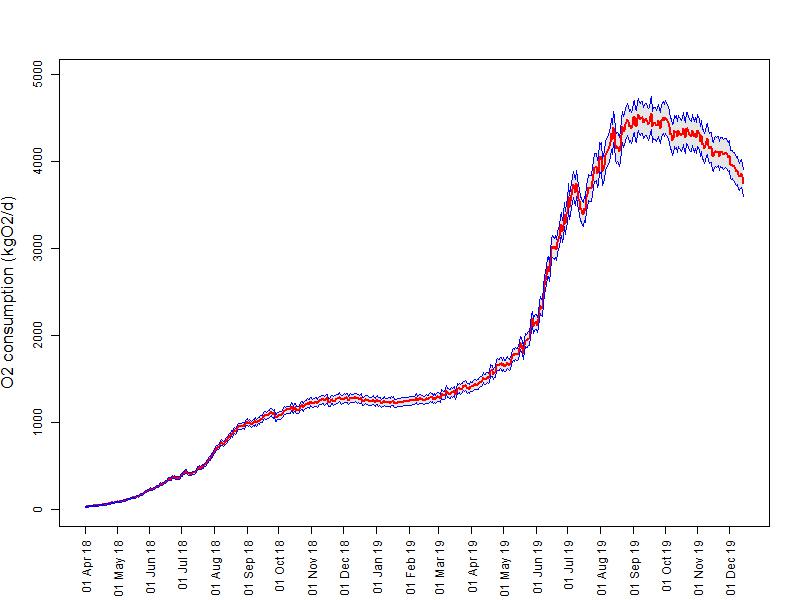 O2 consumption (kgO2/d)
5000
4000
3000
2000
1000
0
01 Apr 18
01 May 18
01 Jun 18
01 Jul 18
01 Aug 18
01 Sep 18
01 Oct 18
01 Nov 18
01 Dec 18
01 Jan 19
01 Feb 19
01 Mar 19
01 Apr 19
01 May 19
01 Jun 19
01 Jul 19
01 Aug 19
01 Sep 19
01 Oct 19
01 Nov 19
01 Dec 19